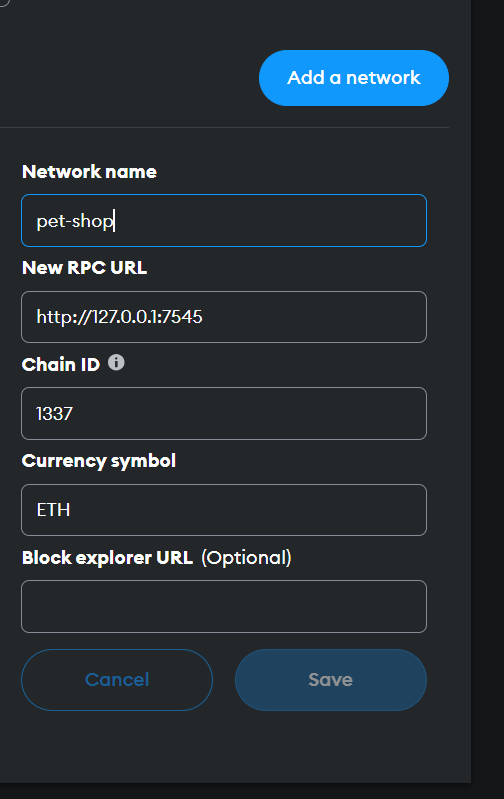 Add a network
Network name
pet-shop
New RPC URL
http://127.0.0.1:7545
Chain ID
1337
Currency symbol
ETH
Block explorer URL (Optional)
Cancel
Save